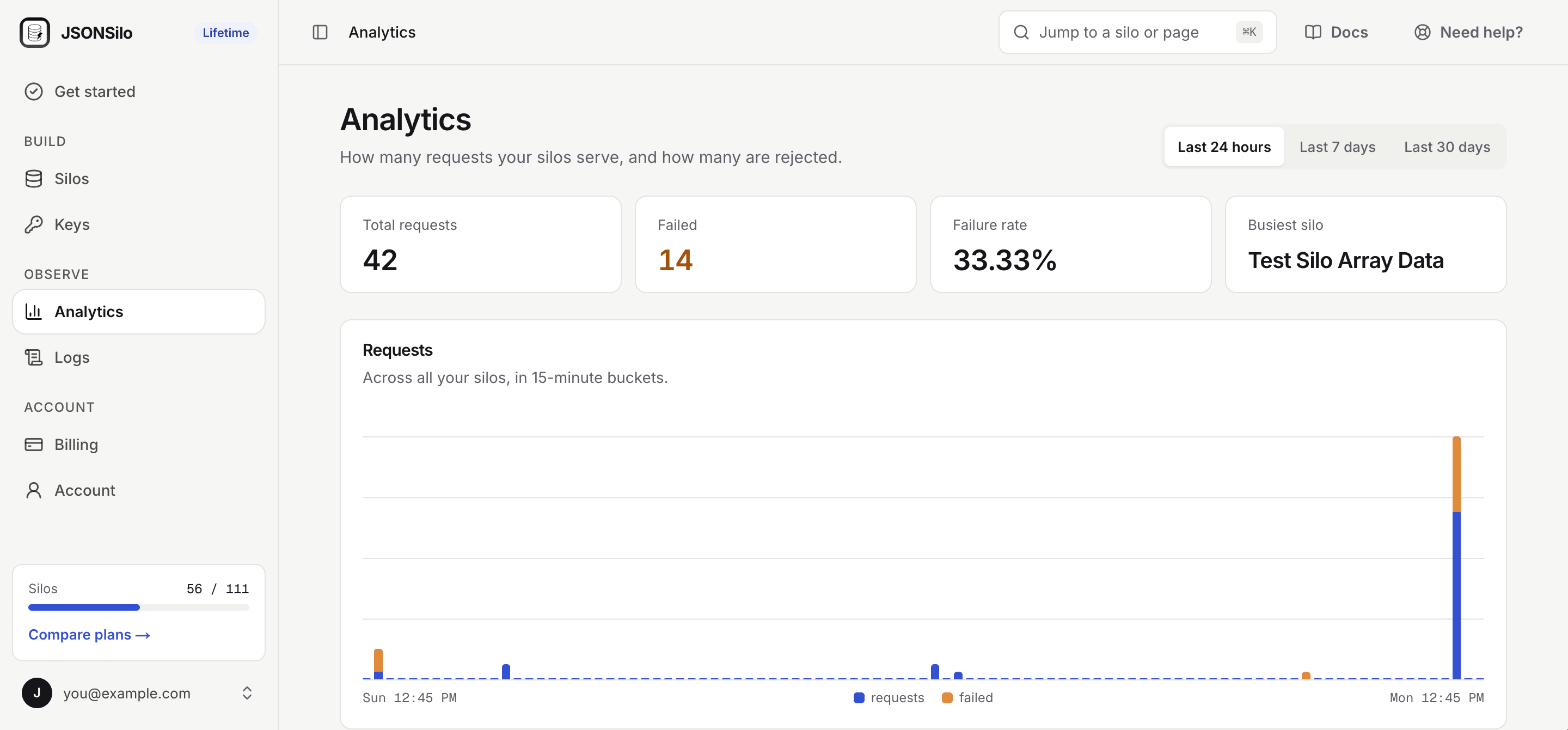 JSONSilo
Lifetime
Get started
BUILD
Silos
Keys
OBSERVE
Analytics
Logs
ACCOUNT
Billing
Account
Silos 56 / 111
Compare plans →
J you@example.com
Analytics
Jump to a silo or page ⌘K
Docs
Need help?
Analytics
How many requests your silos serve, and how many are rejected.
Last 24 hours Last 7 days Last 30 days
Total requests
42
Failed
14
Failure rate
33.33%
Busiest silo
Test Silo Array Data
Requests
Across all your silos, in 15-minute buckets.
Sun 12:45 PM
requests failed
Mon 12:45 PM